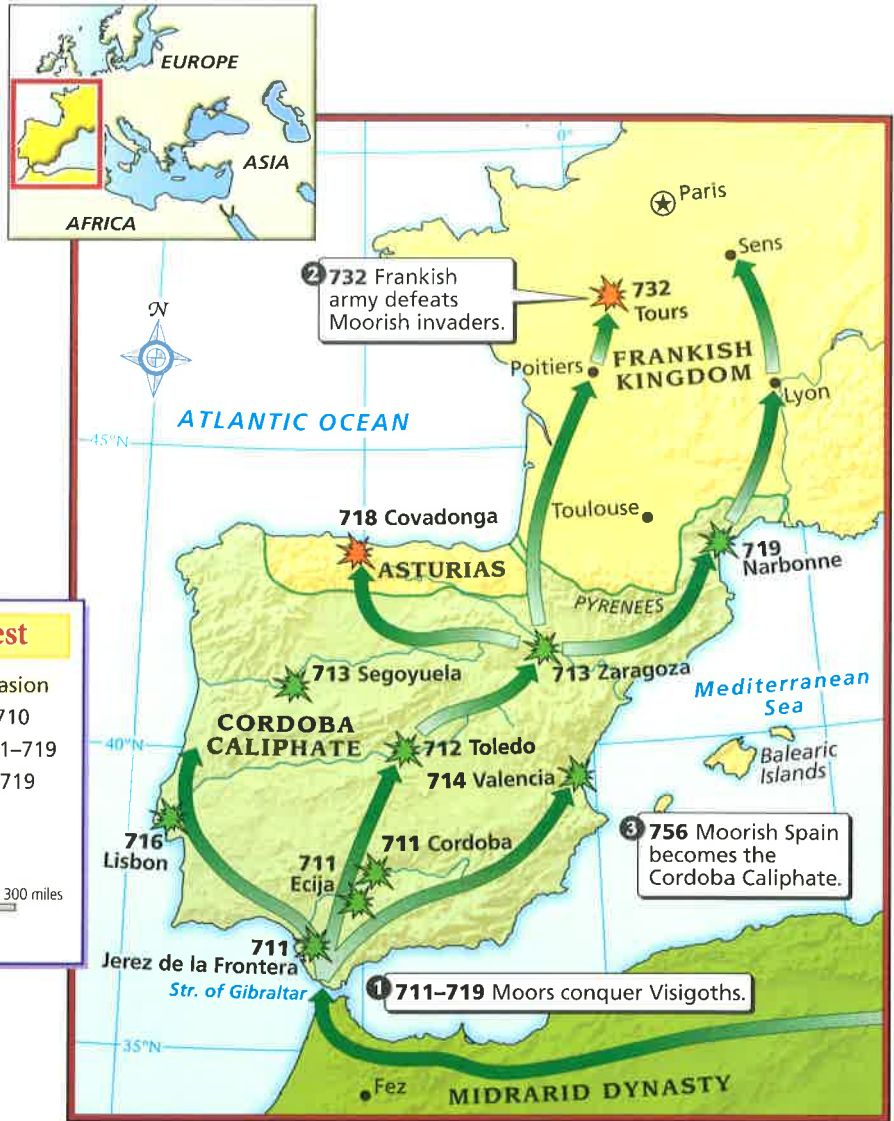 EUROPE
ASIA
AFRICA
0°
Paris
Sens
2 732 Frankish
army defeats
Moorish invaders.
732
Tours
N
Poitiers
FRANKISH
KINGDOM
Lyon
ATLANTIC OCEAN
45°N
718 Covadonga
Toulouse
ASTURIAS
719
Narbonne
PYRENEES
713 Segoyuela
713 Zaragoza
Mediterranean
Sea
CORDOBA
CALIPHATE
40°N
712 Toledo
714 Valencia
Balearic
Islands
716
Lisbon
711 Cordoba
711
Ecija
3 756 Moorish Spain
becomes the
Cordoba Caliphate.
711
Jerez de la Frontera
Str. of Gibraltar
1 711–719 Moors conquer Visigoths.
35°N
Fez
MIDRARID DYNASTY
est
asion
710
1–719
719
300 miles